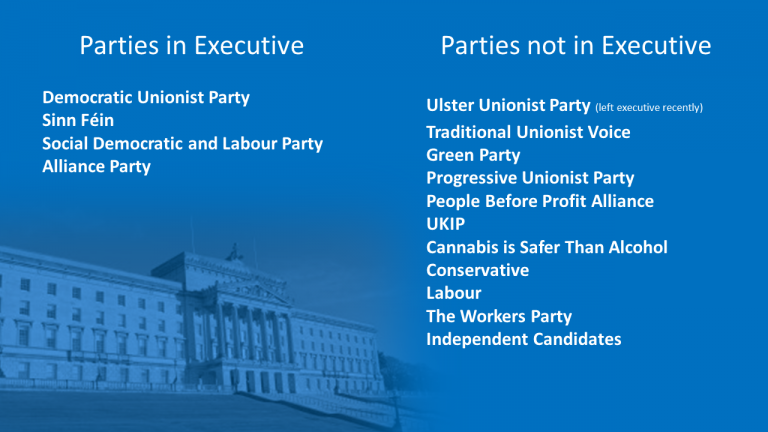 Parties in Executive
Democratic Unionist Party
Sinn Féin
Social Democratic and Labour Party
Alliance Party
Parties not in Executive
Ulster Unionist Party (left executive recently)
Traditional Unionist Voice
Green Party
Progressive Unionist Party
People Before Profit Alliance
UKIP
Cannabis is Safer Than Alcohol
Conservative
Labour
The Workers Party
Independent Candidates